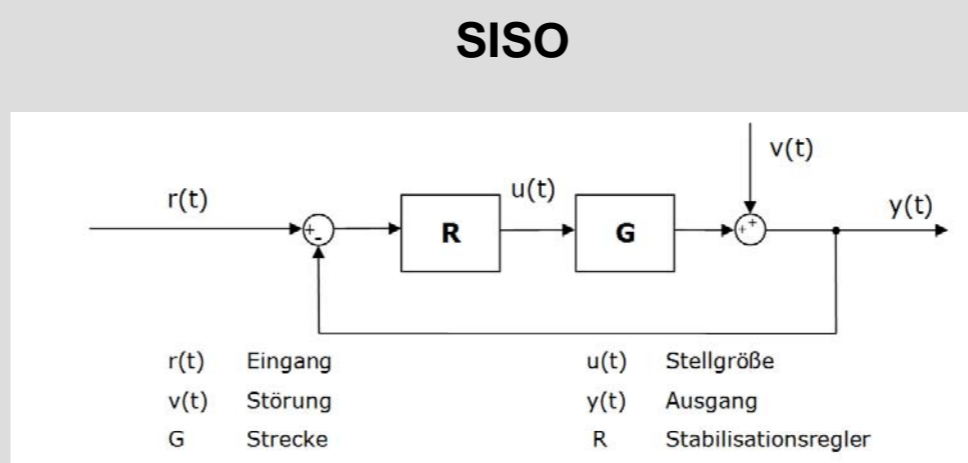 SISO
v(t)
r(t)
u(t)
y(t)
+
-
R
G
+
+
r(t) Eingang u(t) Stellgröße
v(t) Störung y(t) Ausgang
G Strecke R Stabilisationsregler